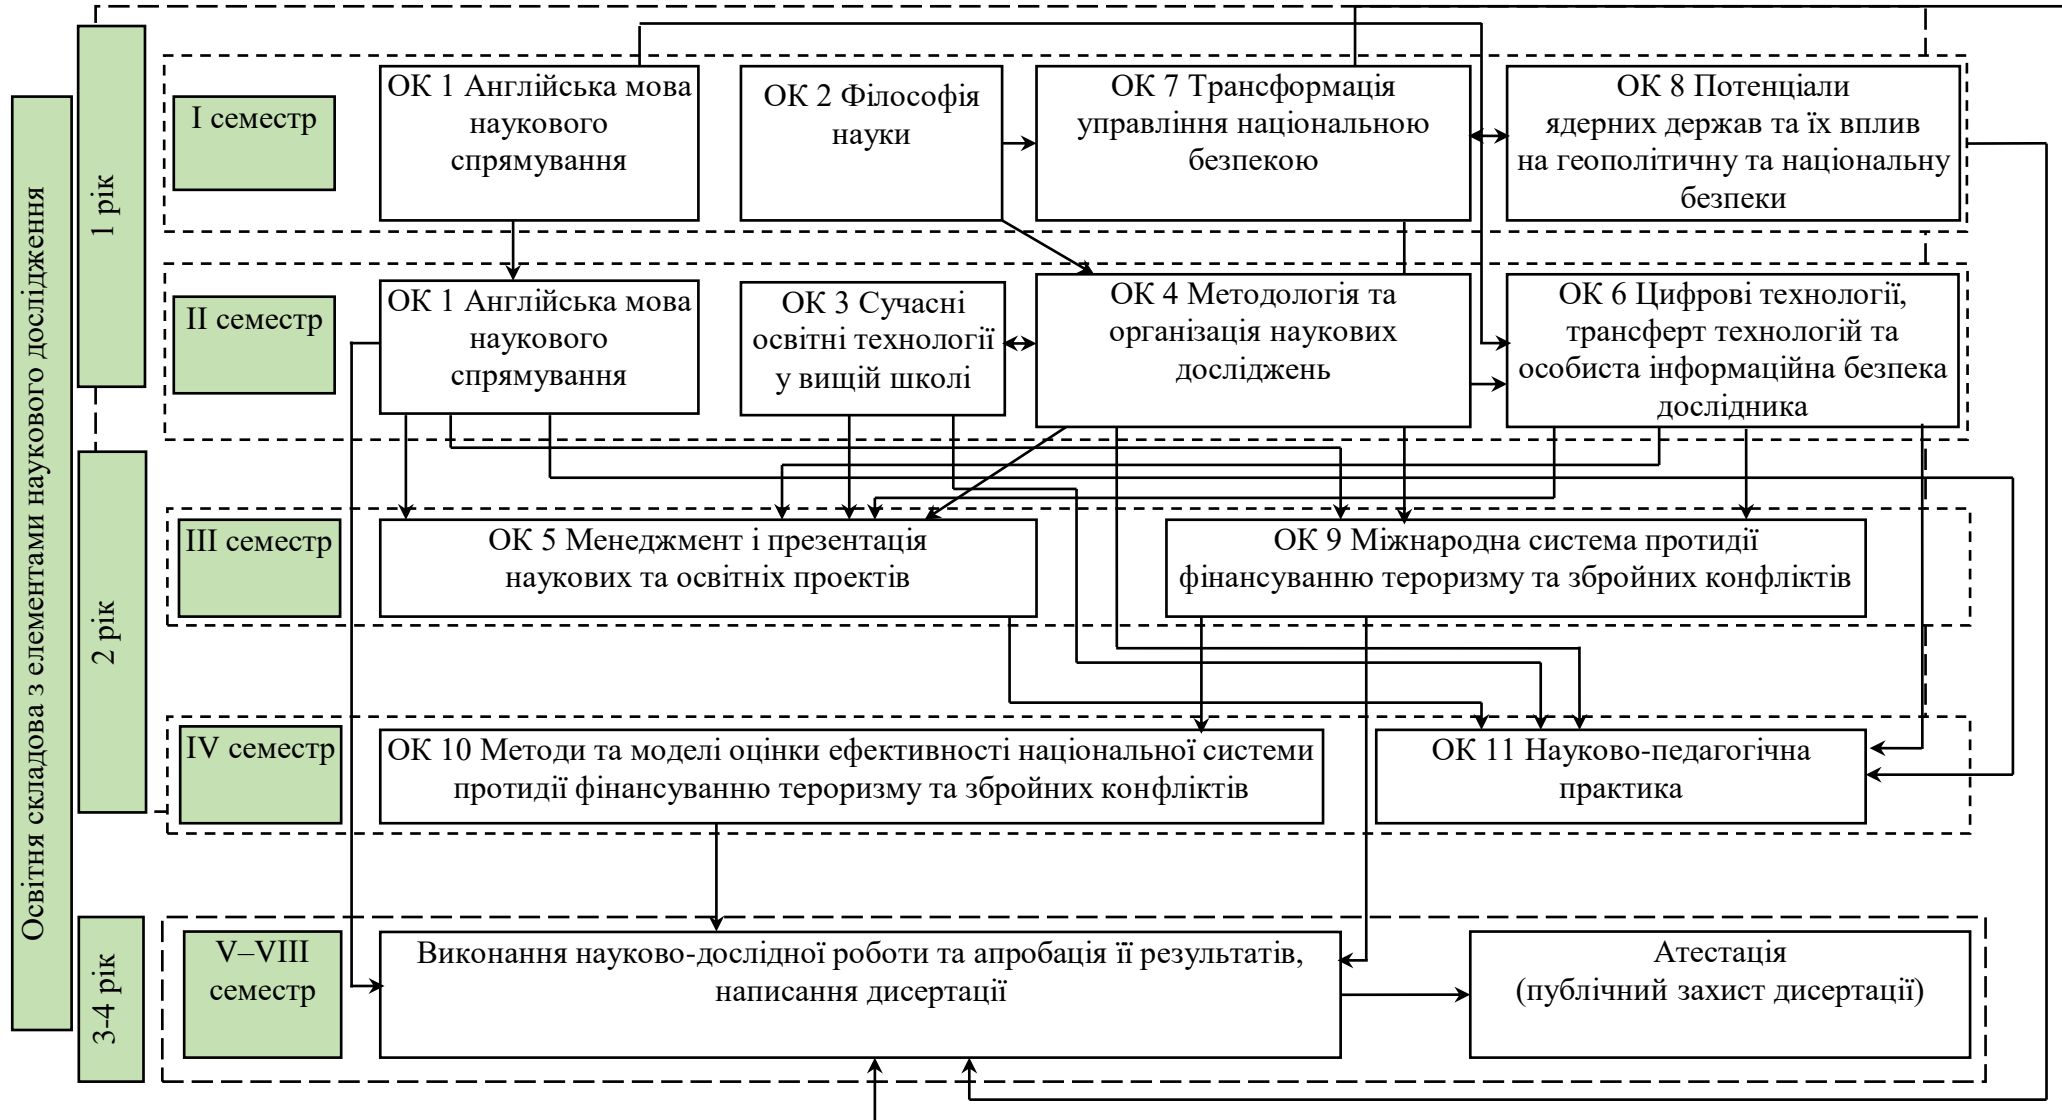 Освітня складова з елементами наукового дослідження
1 рік
I семестр
ОК 1 Англійська мова
наукового
спрямування
ОК 2 Філософія
науки
ОК 7 Трансформація
управління національною
безпекою
ОК 8 Потенціали
ядерних держав та їх вплив
на геополітичну та національну
безпеки
II семестр
ОК 1 Англійська мова
наукового
спрямування
ОК 3 Сучасні
освітні технології
у вищій школі
ОК 4 Методологія та
організація наукових
досліджень
ОК 6 Цифрові технології,
трансферт технологій та
особиста інформаційна безпека
дослідника
2 рік
III семестр
ОК 5 Менеджмент і презентація
наукових та освітніх проектів
ОК 9 Міжнародна система протидії
фінансуванню тероризму та збройних конфліктів
IV семестр
ОК 10 Методи та моделі оцінки ефективності національної системи
протидії фінансуванню тероризму та збройних конфліктів
ОК 11 Науково-педагогічна
практика
3-4 рік
V–VIII
семестр
Виконання науково-дослідної роботи та апробація її результатів,
написання дисертації
Атестація
(публічний захист дисертації)